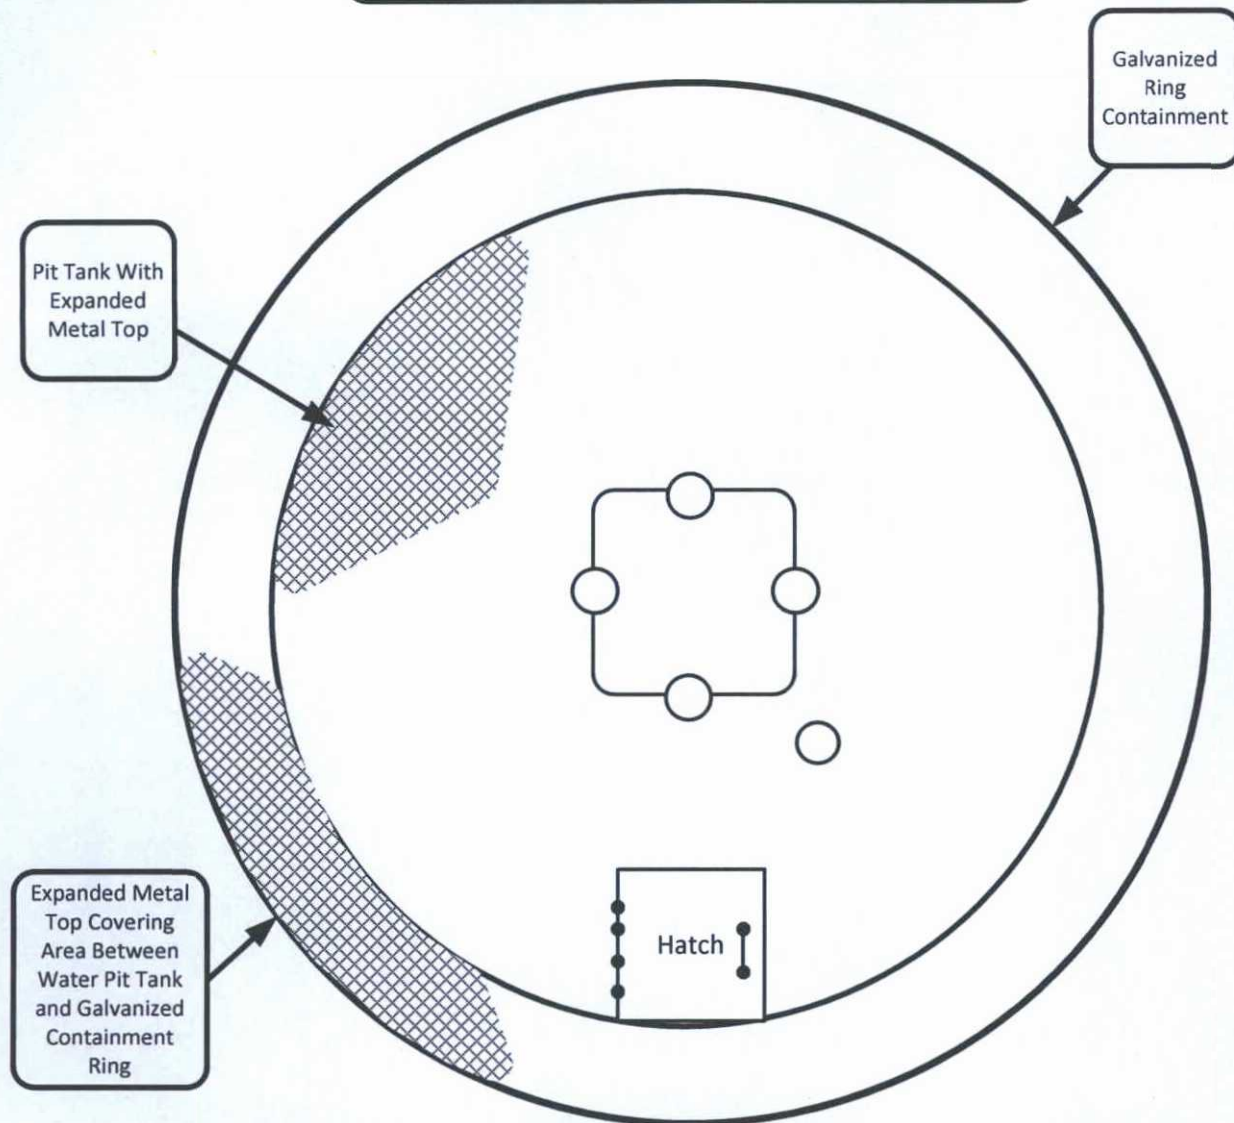 Galvanized
Ring
Containment
Pit Tank With
Expanded
Metal Top
Expanded Metal
Top Covering
Area Between
Water Pit Tank
and Galvanized
Containment
Ring
Hatch